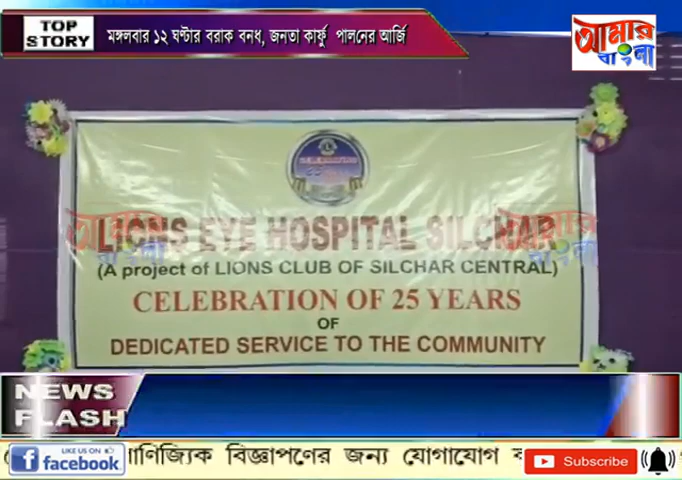 TOP STORY
মঙ্গলবার ১২ ঘণ্টার বরাক বনধ, জনতা কার্ফু পালনের আর্জি
আমার বাংলা
LIONS EYE HOSPITAL SILCHAR
(A project of LIONS CLUB OF SILCHAR CENTRAL)
CELEBRATION OF 25 YEARS
OF
DEDICATED SERVICE TO THE COMMUNITY
NEWS FLASH
LIKE US ON
facebook
বিজ্ঞাপণের জন্য যোগাযোগ
Subscribe